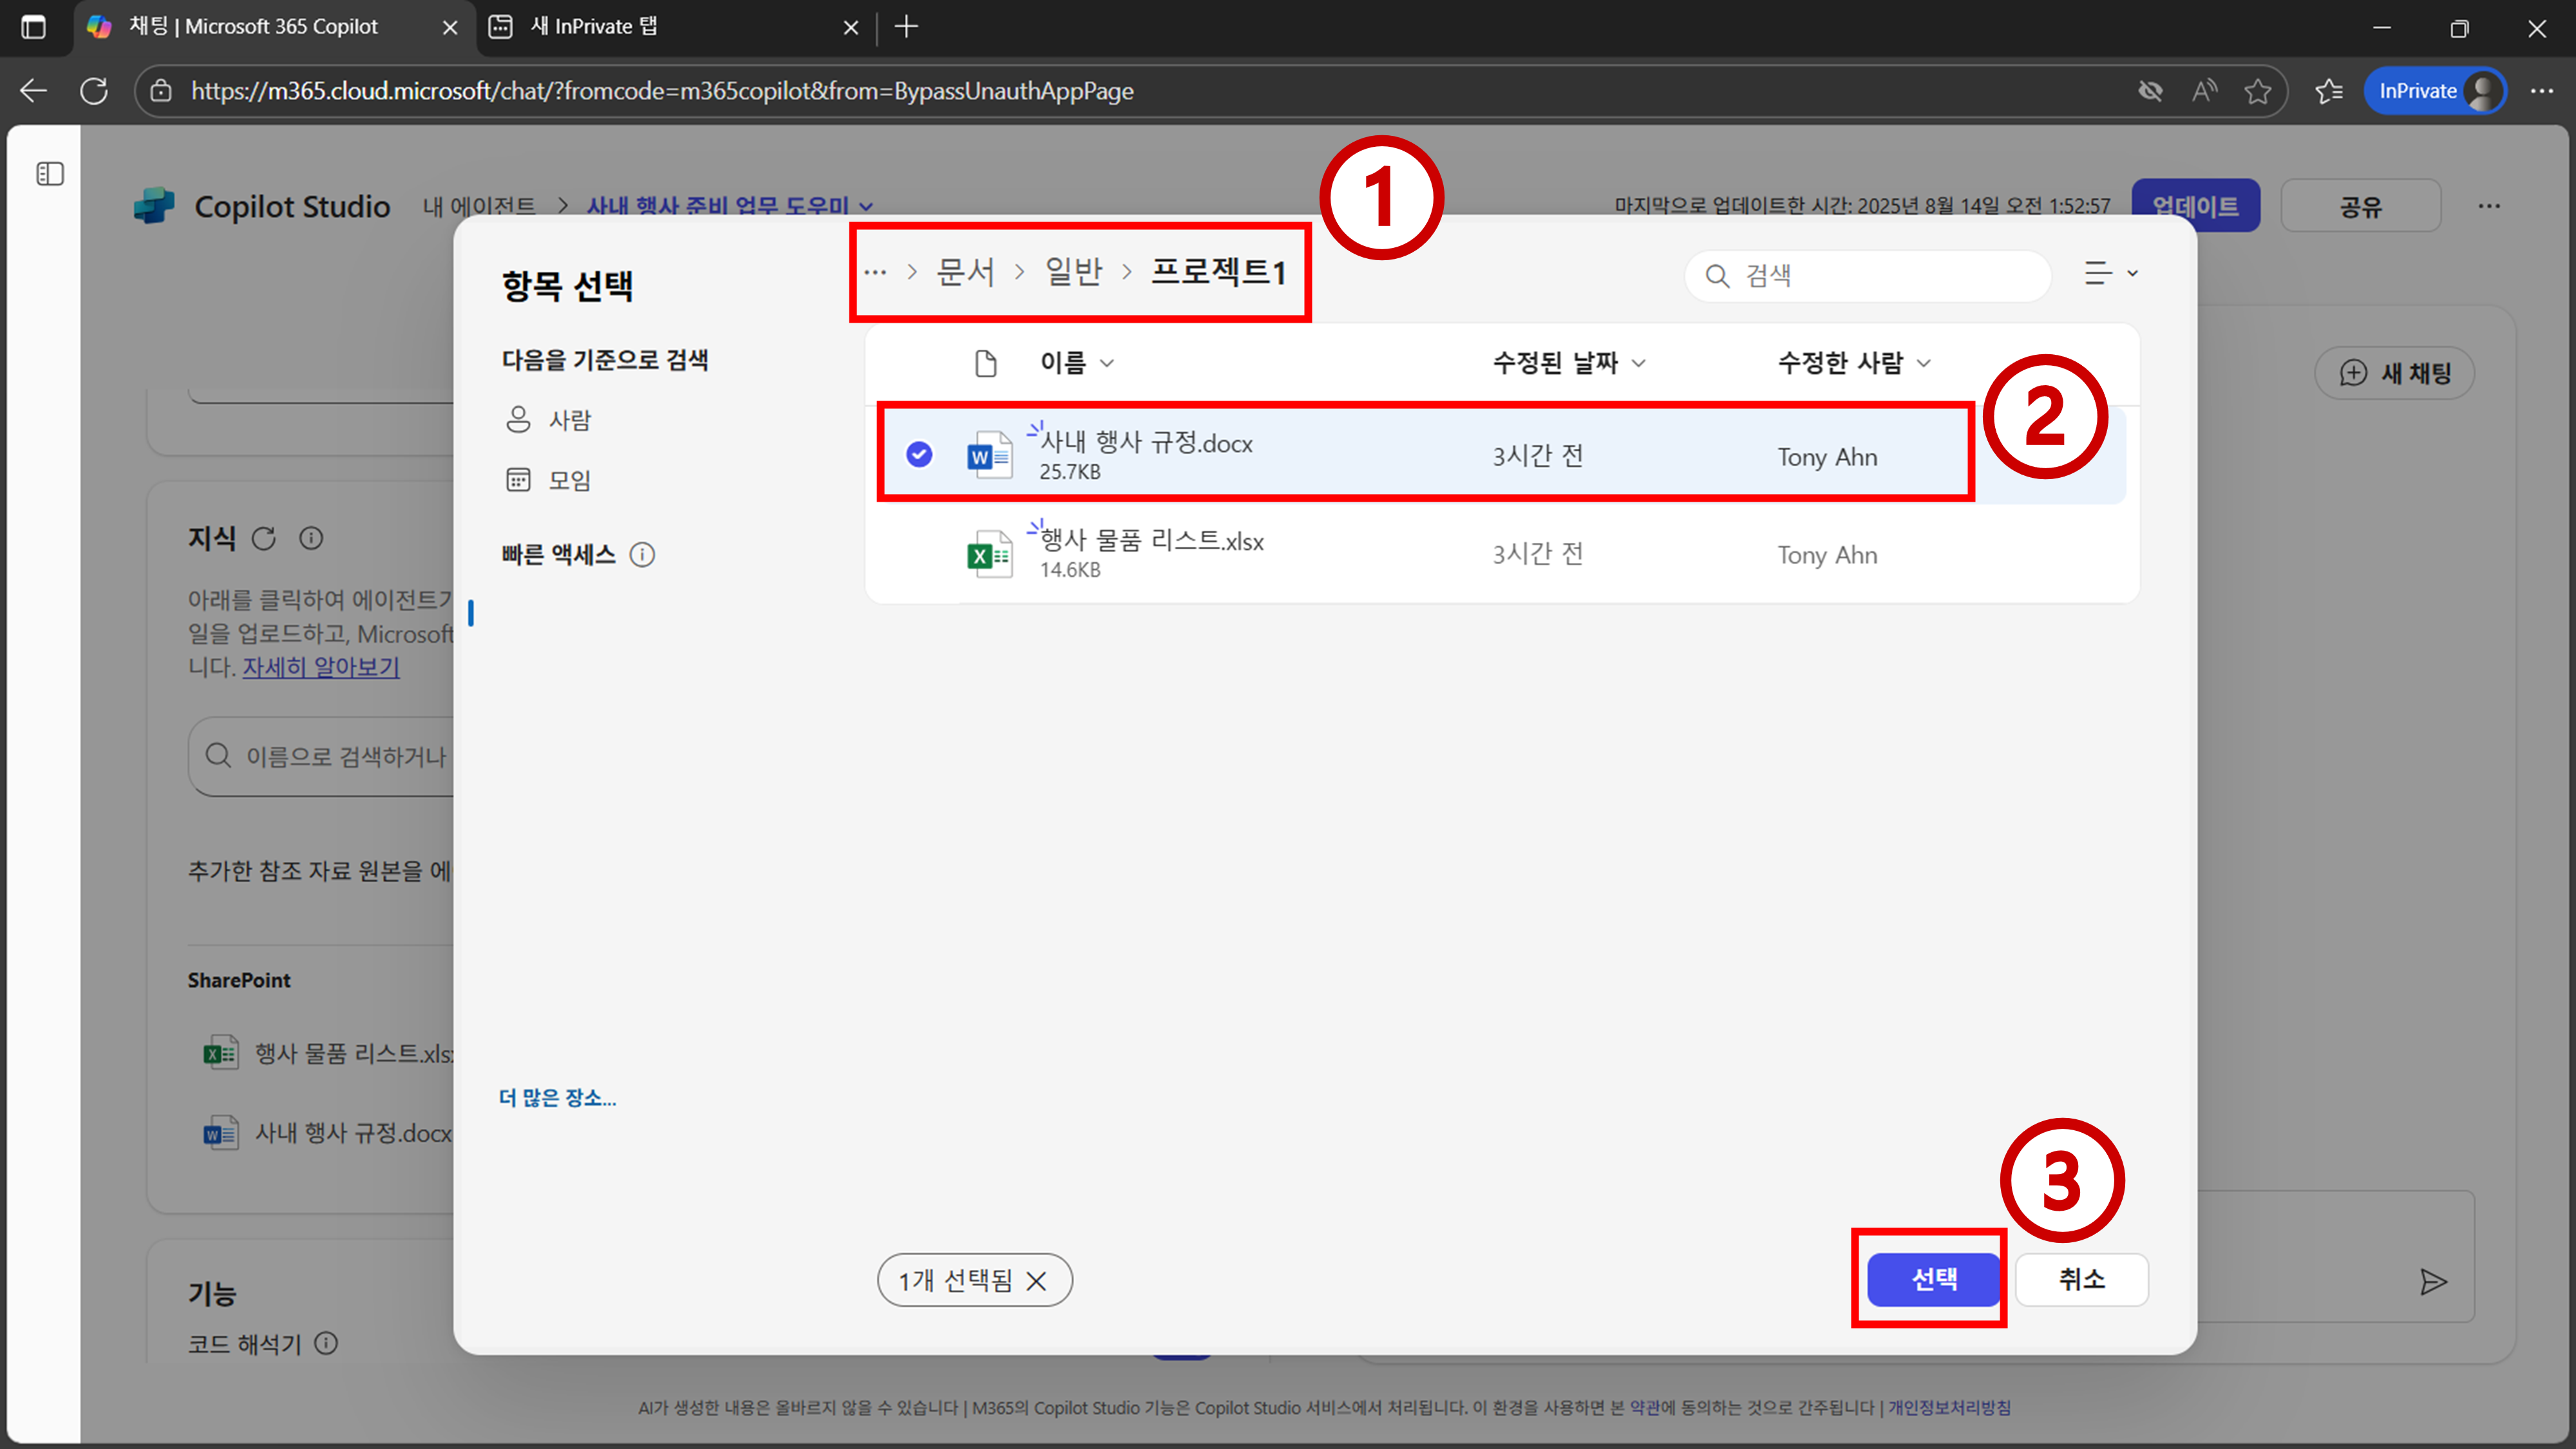 채팅 | Microsoft 365 Copilot
새 InPrivate 탭
https://m365.cloud.microsoft/chat/?fromcode=m365copilot&from=BypassUnauthAppPage
InPrivate
Copilot Studio
내 에이전트 > 사내 행사 준비 업무 도우미
마지막으로 업데이트한 시간: 2025년 8월 14일 오전 1:52:57
업데이트
공유
새 채팅
지식
아래를 클릭하여 에이전트가
일을 업로드하고, Microsoft
니다. 자세히 알아보기
이름으로 검색하거나
추가한 참조 자료 원본을 에
SharePoint
행사 물품 리스트.xls
사내 행사 규정.docx
기능
코드 해석기
항목 선택
다음을 기준으로 검색
사람
모임
빠른 액세스
더 많은 장소...
... > 문서 > 일반 > 프로젝트1
1
검색
이름
수정된 날짜
수정한 사람
사내 행사 규정.docx
25.7KB
3시간 전
Tony Ahn
2
행사 물품 리스트.xlsx
14.6KB
3시간 전
Tony Ahn
3
1개 선택됨
선택
취소
AI가 생성한 내용은 올바르지 않을 수 있습니다 | M365의 Copilot Studio 기능은 Copilot Studio 서비스에서 처리됩니다. 이 환경을 사용하면 본 약관에 동의하는 것으로 간주됩니다 | 개인정보처리방침